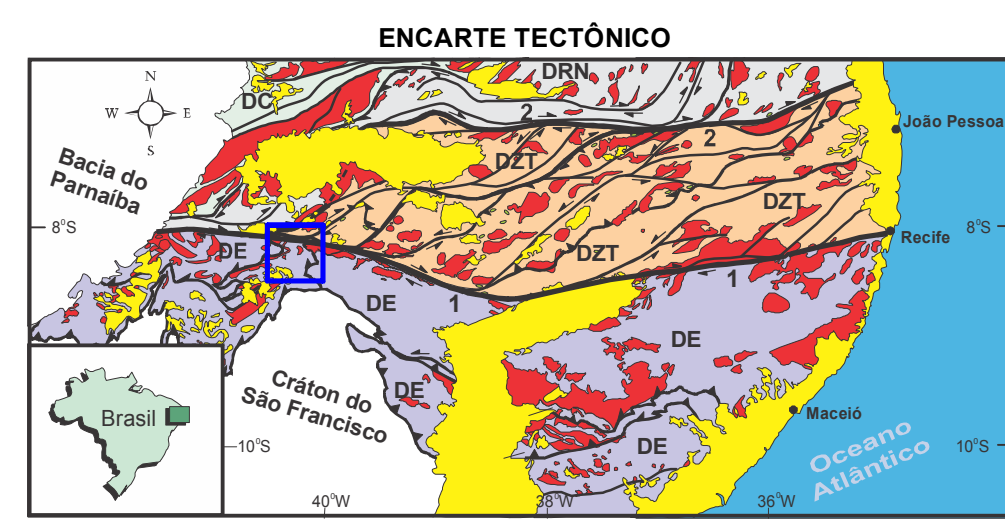 ENCARTE TECTÔNICO
N
W
E
S
DC
DRN
2
2
João Pessoa
Bacia do
Parnaíba
DZT
DZT
8°S
8°S
Recife
DE
DZT
DE
1
1
DE
DE
Cráton do
São Francisco
Brasil
Maceió
10°S
DE
Oceano
Atlântico
10°S
40°W
38°W
36°W